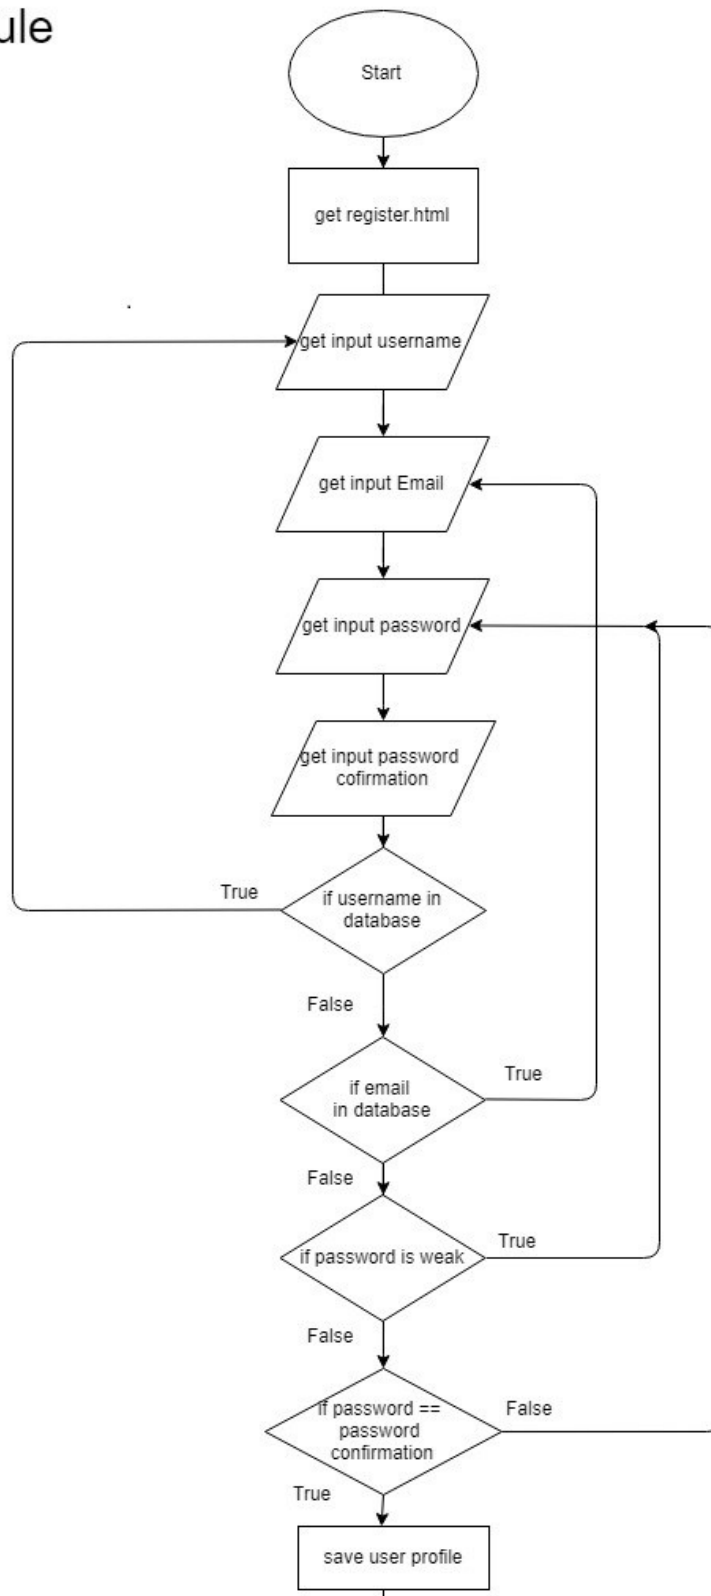 ule
Start
get register.html
get input username
get input Email
get input password
get input password
cofirmation
True
if username in
database
False
if email
in database
True
False
if password is weak
True
False
if password ==
password
confirmation
False
True
save user profile